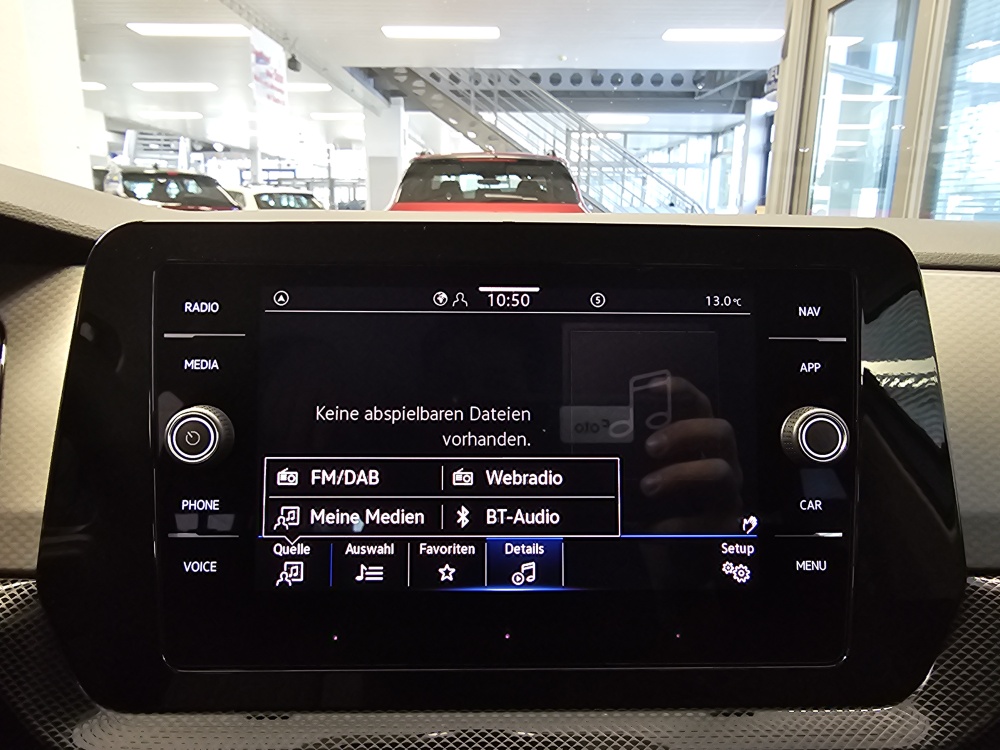 RADIO
MEDIA
PHONE
VOICE
10:50
S
13.0°C
Keine abspielbaren Dateien
vorhanden.
Foto
FM/DAB
Webradio
Meine Medien
BT-Audio
Quelle
Auswahl
Favoriten
Details
Setup
NAV
APP
CAR
MENU